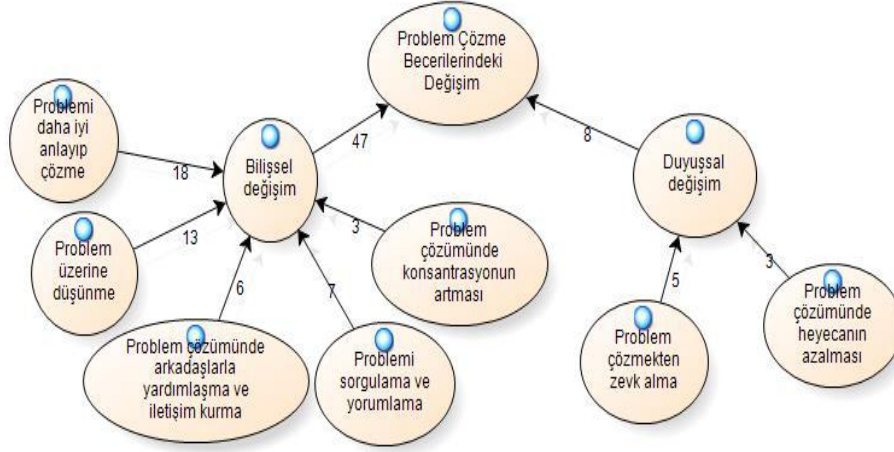 Problem Çözme
Becerilerindeki
Değişim
Problemi
daha iyi
anlayıp
çözme
18
Bilişsel
değişim
47
8
Duyuşsal
değişim
Problem
üzerine
düşünme
13
3
Problem
çözümünde
konsantrasyonun
artması
6
7
5
3
Problem çözümünde
arkadaşlarla
yardımlaşma ve
iletişim kurma
Problemi
sorgulama ve
yorumlama
Problem
çözmekten
zevk alma
Problem
çözümünde
heyecanın
azalması